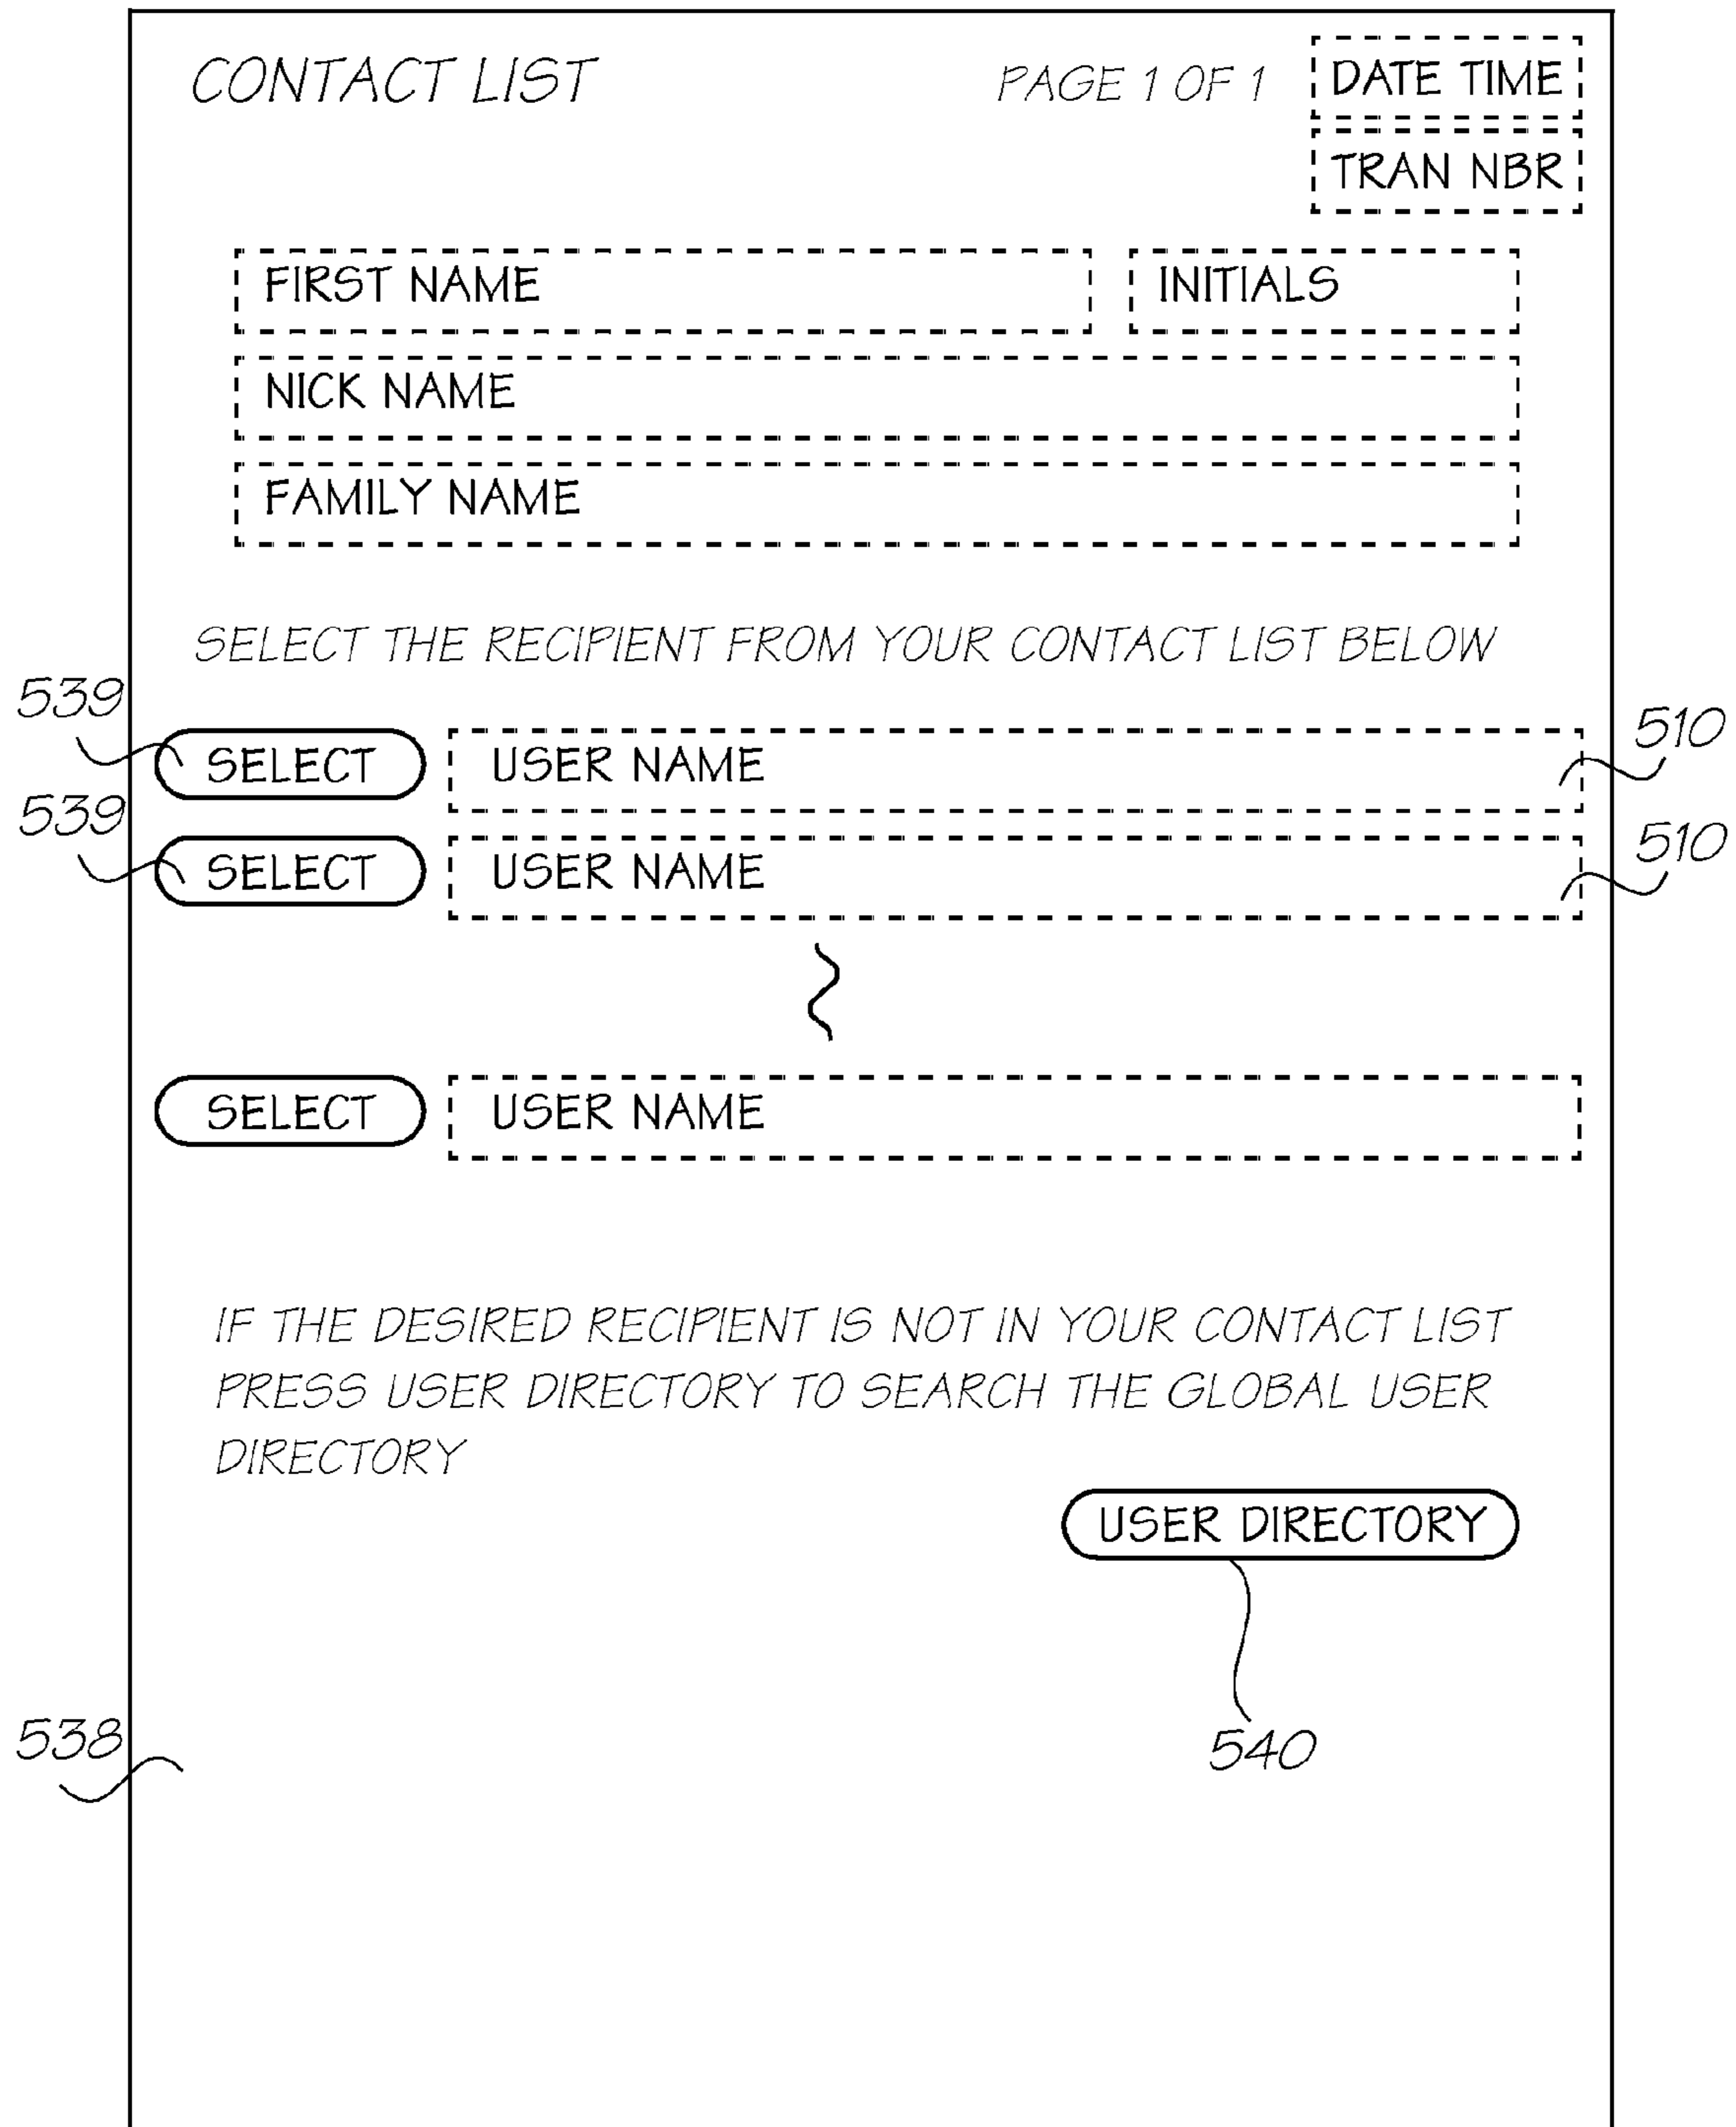 CONTACT LIST PAGE 1 OF 1 DATE TIME
TRAN NBR
FIRST NAME INITIALS
NICK NAME
FAMILY NAME
SELECT THE RECIPIENT FROM YOUR CONTACT LIST BELOW
539
SELECT USER NAME 510
539
SELECT USER NAME 510
SELECT USER NAME
IF THE DESIRED RECIPIENT IS NOT IN YOUR CONTACT LIST
PRESS USER DIRECTORY TO SEARCH THE GLOBAL USER
DIRECTORY
USER DIRECTORY
538
540